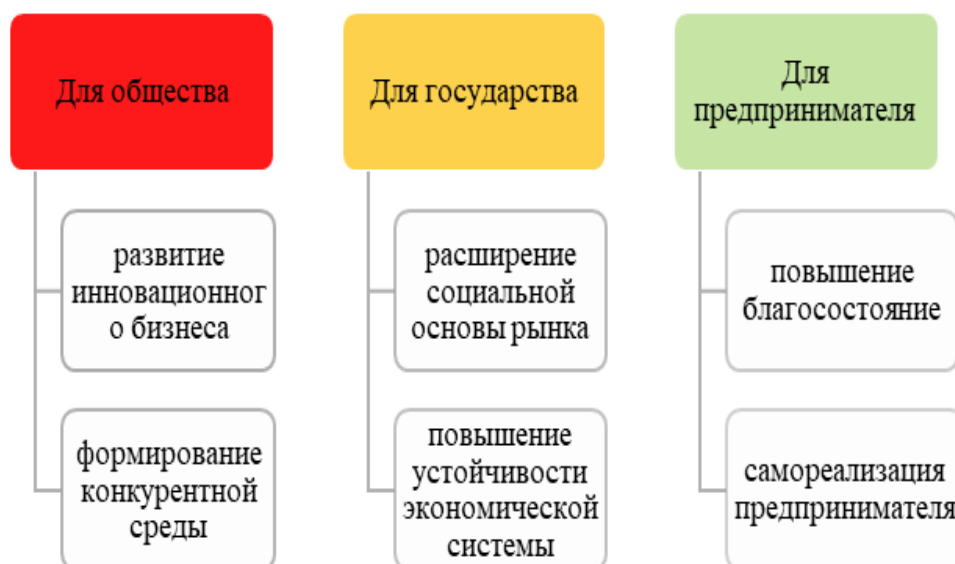 Для общества
развитие
инновационног
о бизнеса
формирование
конкурентной
среды
Для государства
расширение
социальной
основы рынка
повышение
устойчивости
экономической
системы
Для
предпринимателя
повышение
благосостояние
самореализация
предпринимателя